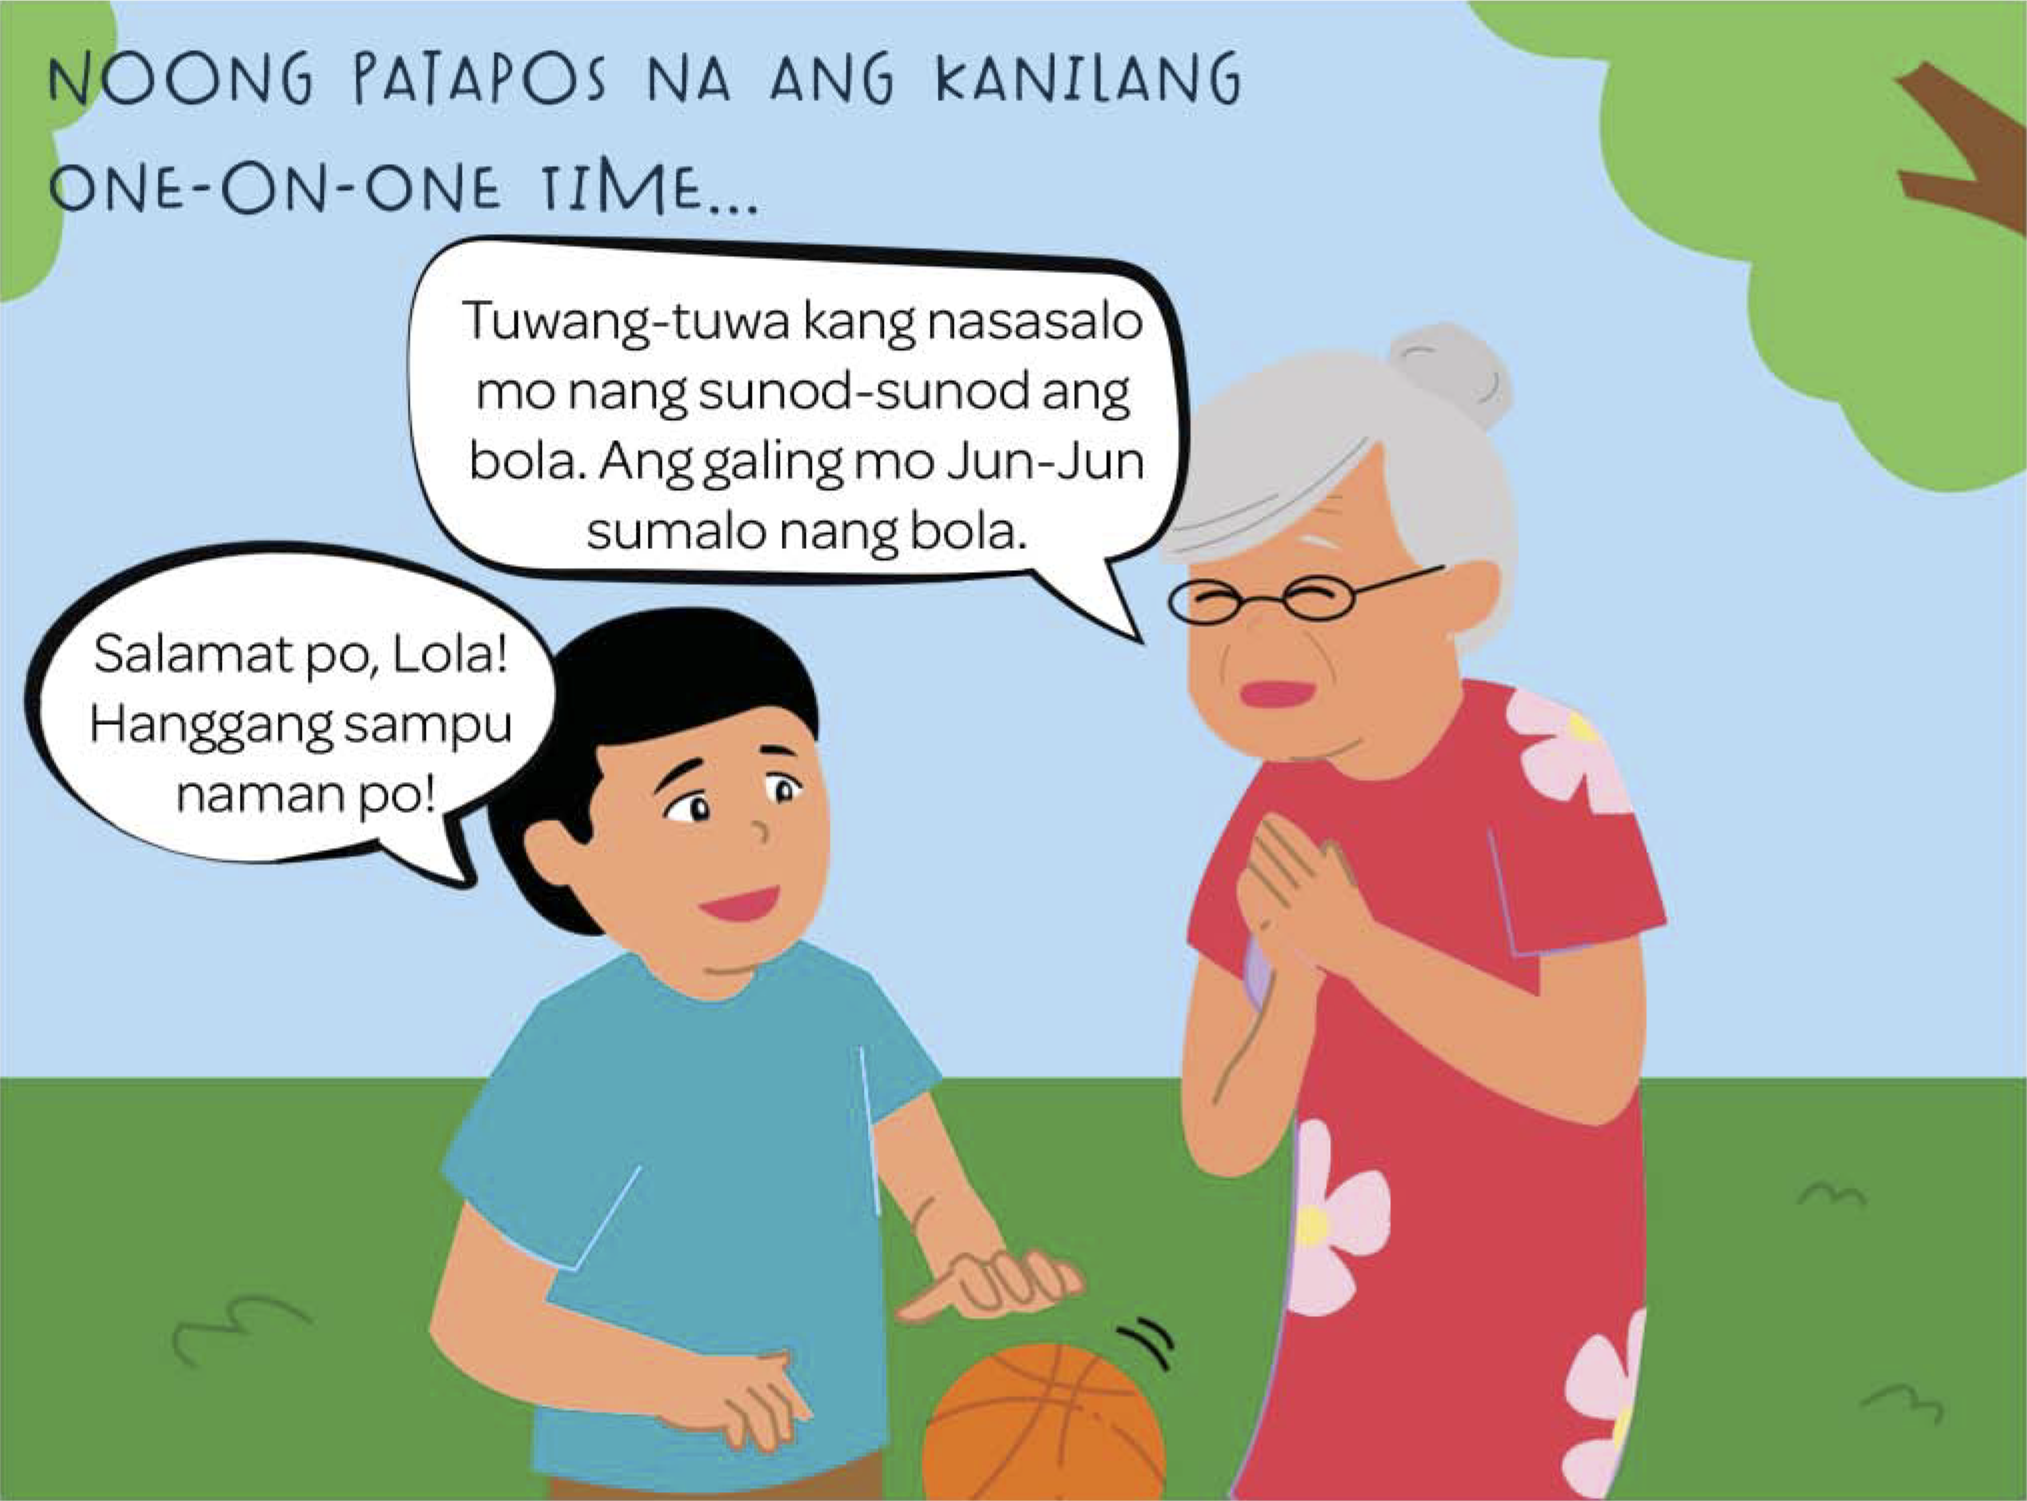 NOONG PATAPOS NA ANG KANILANG
ONE-ON-ONE TIME...
Tuwang-tuwa kang nasasalo
mo nang sunod-sunod ang
bola. Ang galing mo Jun-Jun
sumalo nang bola.
Salamat po, Lola!
Hanggang sampu
naman po!